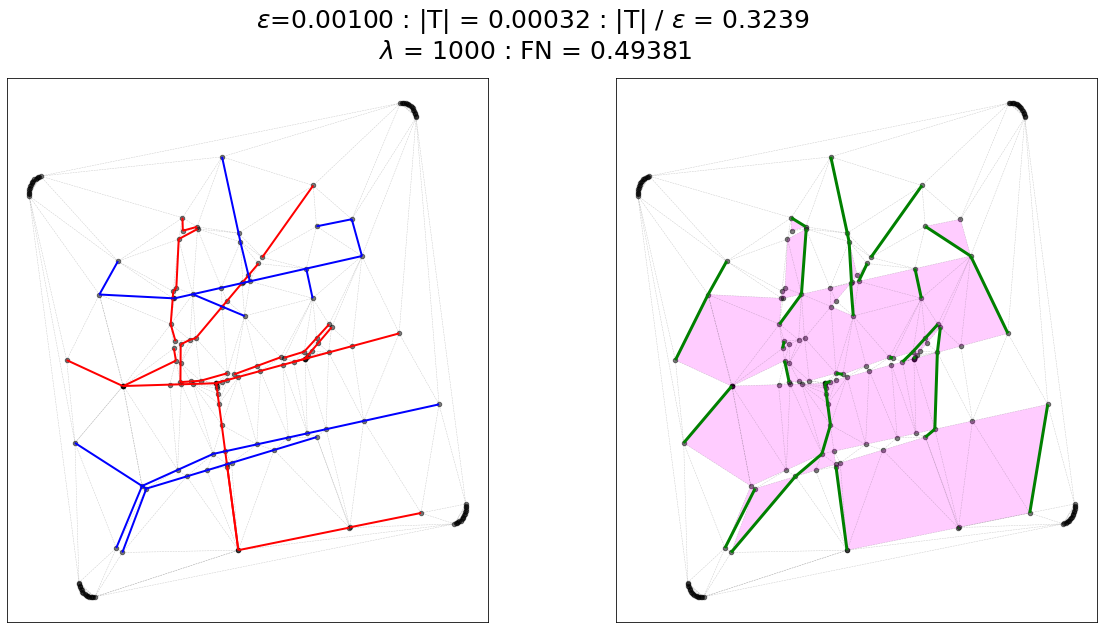 ε=0.00100 : |T| = 0.00032 : |T| / ε = 0.3239
λ = 1000 : FN = 0.49381